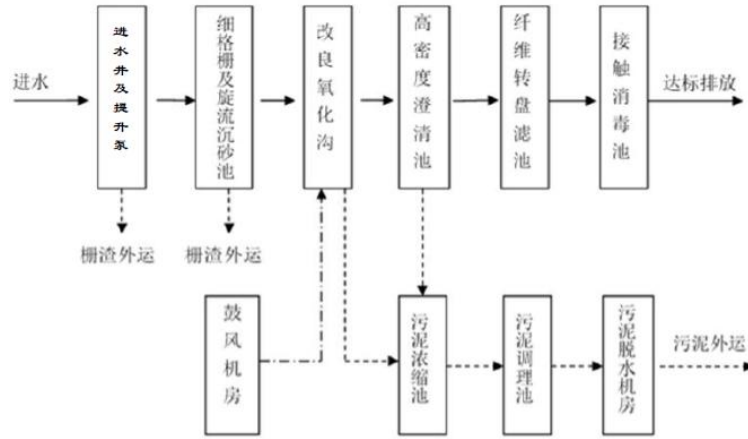 进水
进水井及提升泵
细格栅及旋流沉砂池
改良氧化沟
高密度澄清池
纤维转盘滤池
接触消毒池
达标排放
栅渣外运
栅渣外运
鼓风机房
污泥浓缩池
污泥调理池
污泥脱水机房
污泥外运